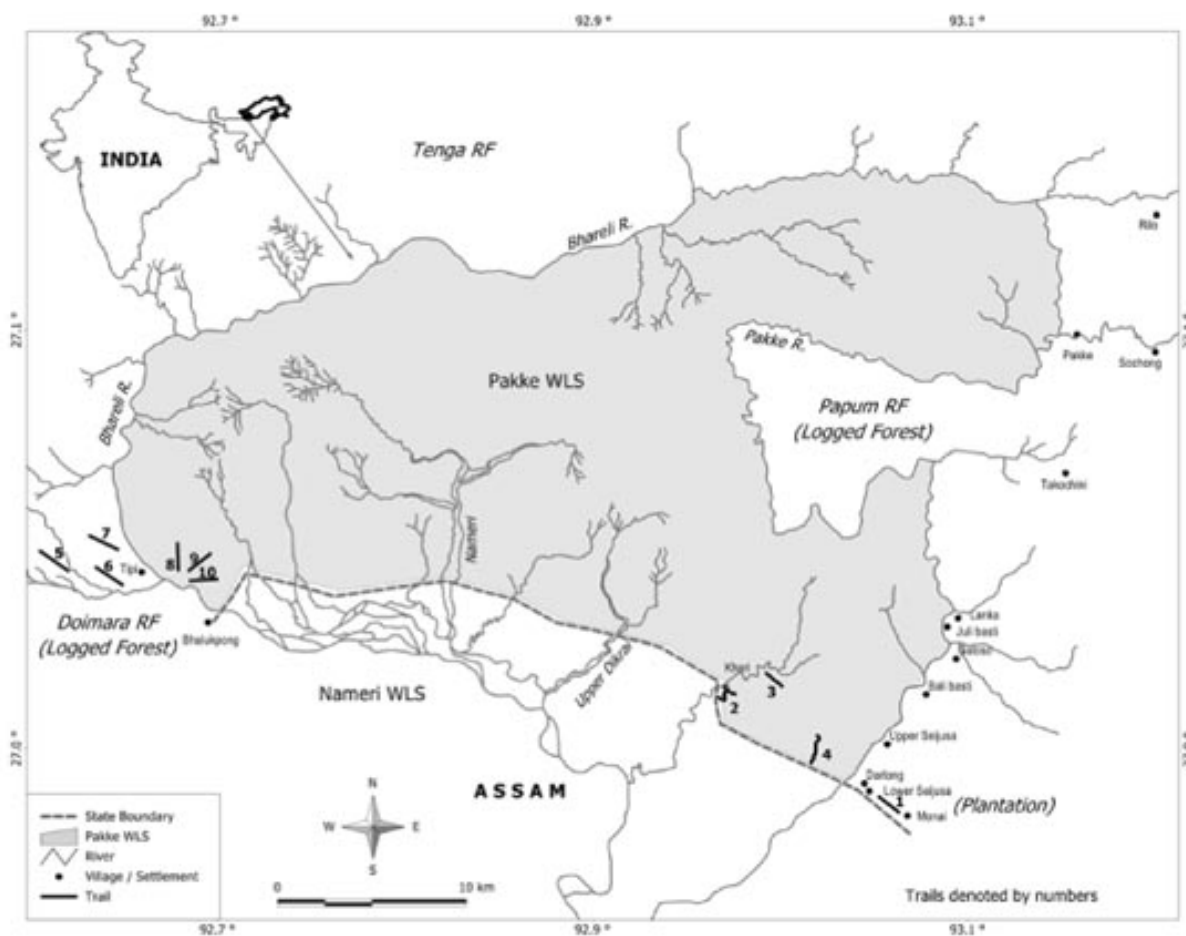 92.7 °
92.9 °
93.1 °
INDIA
Tenga RF
Bhareli R.
Rilo
27.1 °
Pakke R.
Pakke
Sochong
Pakke WLS
Bhareli R.
Papum RF
(Logged Forest)
Takochiki
Nameri
7
5
6
Tipi
8
9
10
Doimara RF
(Logged Forest)
Bhalukpong
Lanka
Juli basti
Khari
3
2
Bali basti
Nameri WLS
Upper Dikrai
Upper Seijusa
4
27.0 °
Darlong
Lower Seijusa
1
(Plantation)
Monai
ASSAM
State Boundary
Pakke WLS
River
Village / Settlement
Trail
N
W
E
S
0
10 km
Trails denoted by numbers
92.7 °
92.9 °
93.1 °